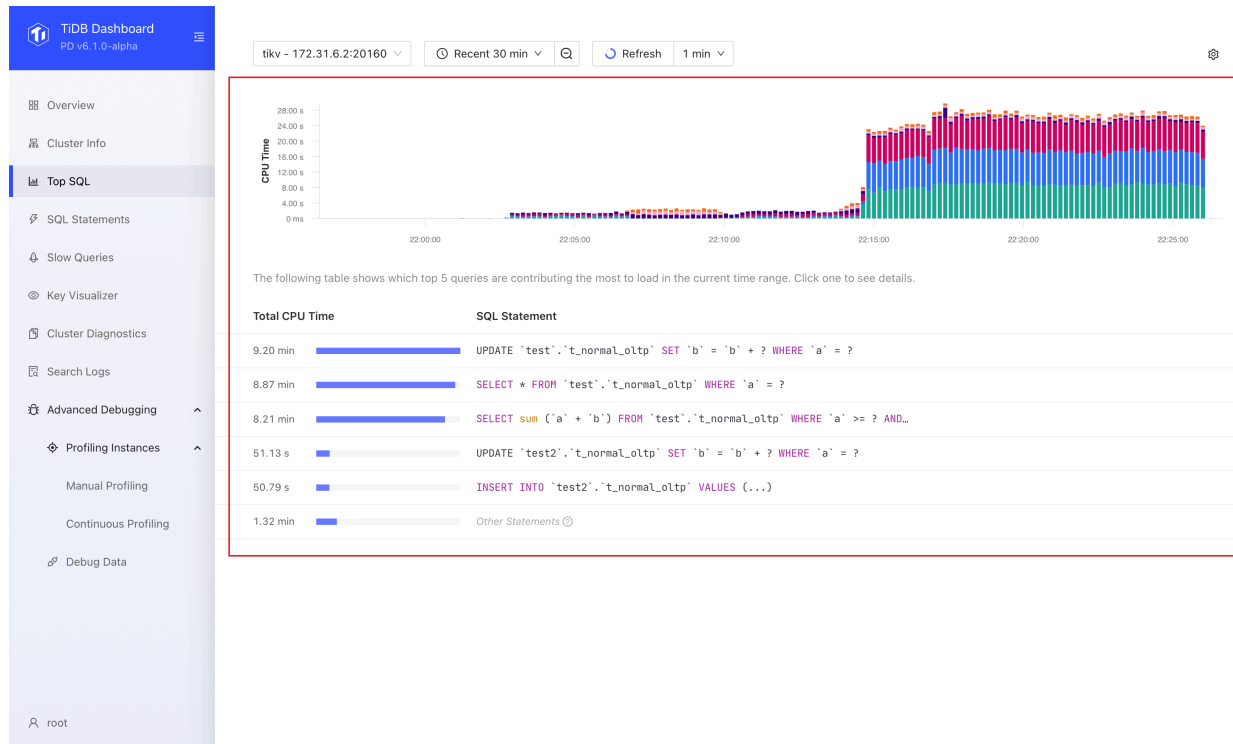 TiDB Dashboard
PD v6.1.0-alpha
Overview
Cluster Info
Top SQL
SQL Statements
Slow Queries
Key Visualizer
Cluster Diagnostics
Search Logs
Advanced Debugging
Profiling Instances
Manual Profiling
Continuous Profiling
Debug Data
root
tikv - 172.31.6.2:20160 Recent 30 min Refresh 1 min
CPU Time
28.00 s
24.00 s
20.00 s
16.00 s
12.00 s
8.00 s
4.00 s
0 ms
22:00:00 22:05:00 22:10:00 22:15:00 22:20:00 22:25:00
The following table shows which top 5 queries are contributing the most to load in the current time range. Click one to see details.
Total CPU Time SQL Statement
9.20 min UPDATE `test`.`t_normal_oltp` SET `b` = `b` + ? WHERE `a` = ?
8.87 min SELECT * FROM `test`.`t_normal_oltp` WHERE `a` = ?
8.21 min SELECT sum (`a` + `b`) FROM `test`.`t_normal_oltp` WHERE `a` >= ? AND…
51.13 s UPDATE `test2`.`t_normal_oltp` SET `b` = `b` + ? WHERE `a` = ?
50.79 s INSERT INTO `test2`.`t_normal_oltp` VALUES (...)
1.32 min Other Statements